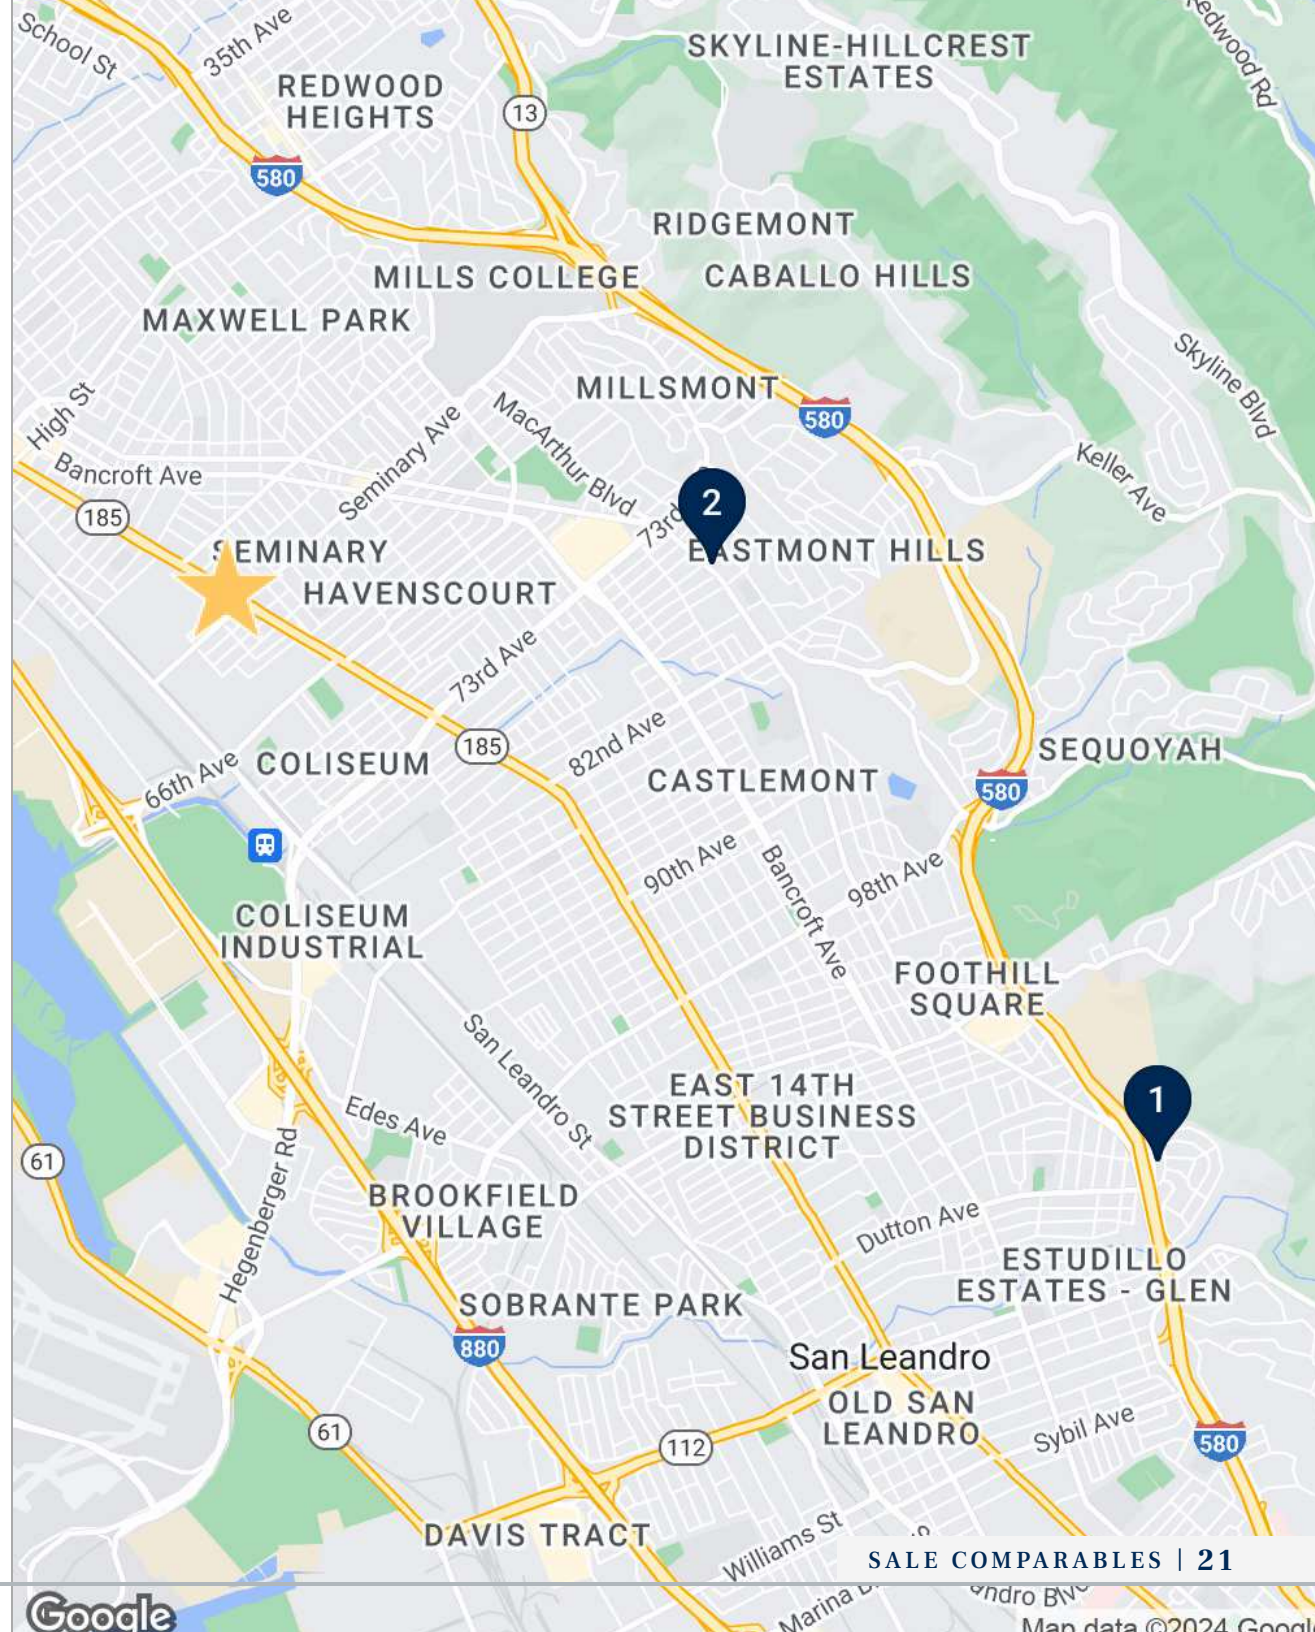 School St
35th Ave
REDWOOD
HEIGHTS
SKYLINE-HILLCREST
ESTATES
13
580
RIDGEMONT
MILLS COLLEGE
CABALLO HILLS
MAXWELL PARK
MILLSMONT
580
Skyline Blvd
High St
Bancroft Ave
Seminary Ave
MacArthur Blvd
Keller Ave
185
73rd
2
SEMINARY
EASTMONT HILLS
HAVENSCOURT
73rd Ave
185
82nd Ave
SEQUOYAH
66th Ave
COLISEUM
CASTLEMONT
580
90th Ave
Bancroft Ave
98th Ave
COLISEUM
INDUSTRIAL
FOOTHILL
SQUARE
San Leandro St
EAST 14TH
STREET BUSINESS
DISTRICT
1
Edes Ave
61
Hegenberger Rd
BROOKFIELD
VILLAGE
Dutton Ave
ESTUDILLO
ESTATES - GLEN
SOBRANTE PARK
880
San Leandro
OLD SAN
LEANDRO
Sybil Ave
61
112
580
DAVIS TRACT
Williams St
SALE COMPARABLES | 21
Marina
Google
Map data ©2024 Googl